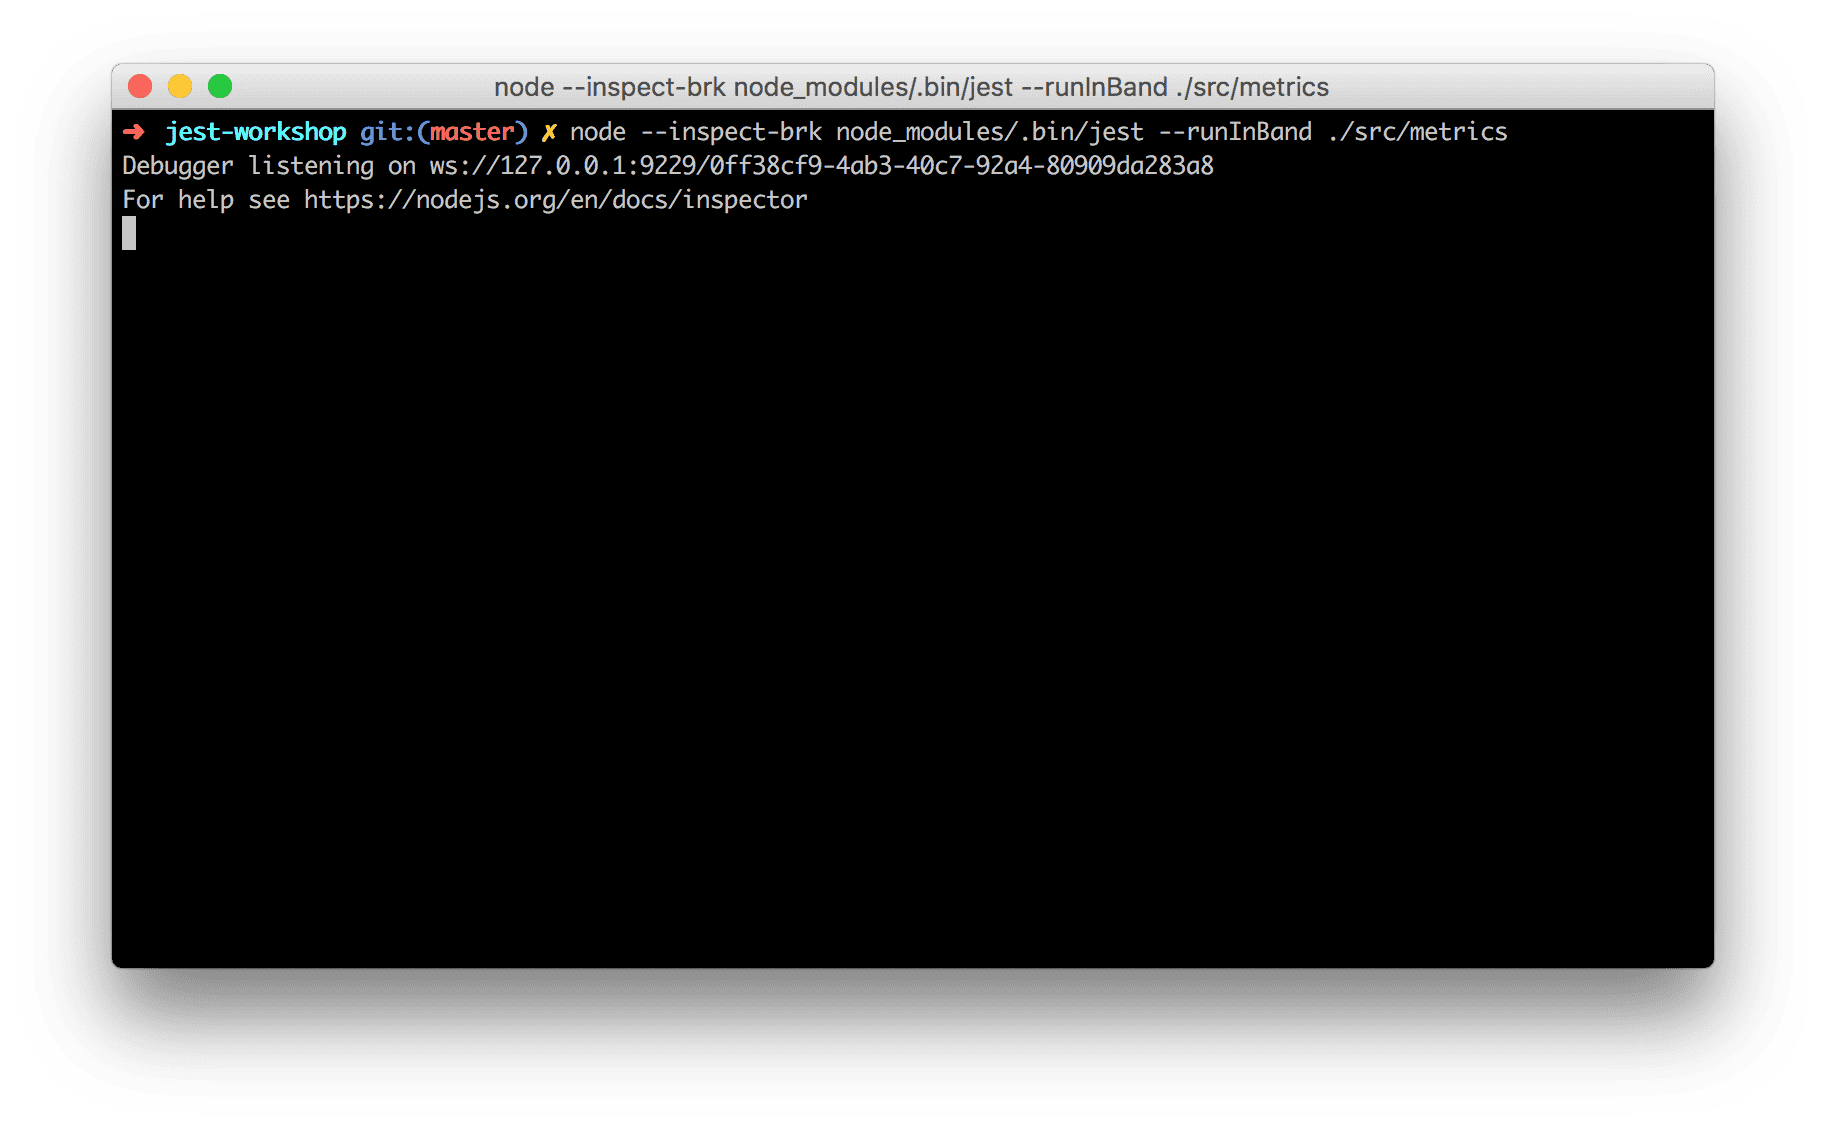 node --inspect-brk node_modules/.bin/jest --runInBand ./src/metrics
➜ jest-workshop git:(master) ✗ node --inspect-brk node_modules/.bin/jest --runInBand ./src/metrics
Debugger listening on ws://127.0.0.1:9229/0ff38cf9-4ab3-40c7-92a4-80909da283a8
For help see https://nodejs.org/en/docs/inspector